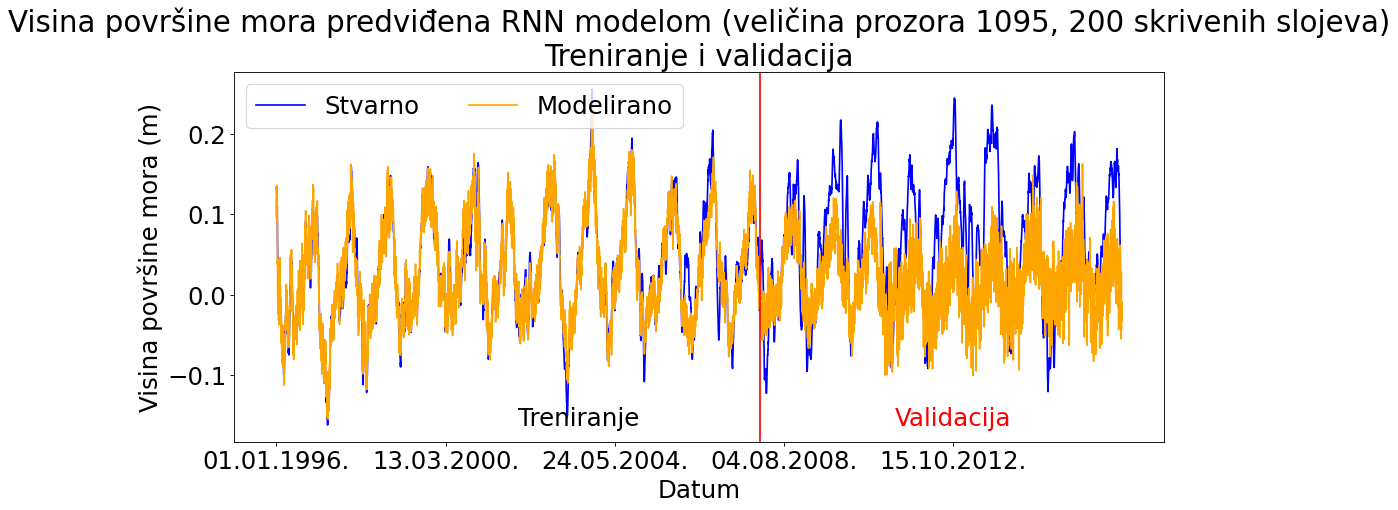 Visina površine mora predviđena RNN modelom (veličina prozora 1095, 200 skrivenih slojeva)
Treniranje i validacija
Stvarno
Modelirano
Visina površine mora (m)
0.2
0.1
0.0
−0.1
Treniranje
Validacija
01.01.1996.
13.03.2000.
24.05.2004.
04.08.2008.
15.10.2012.
Datum